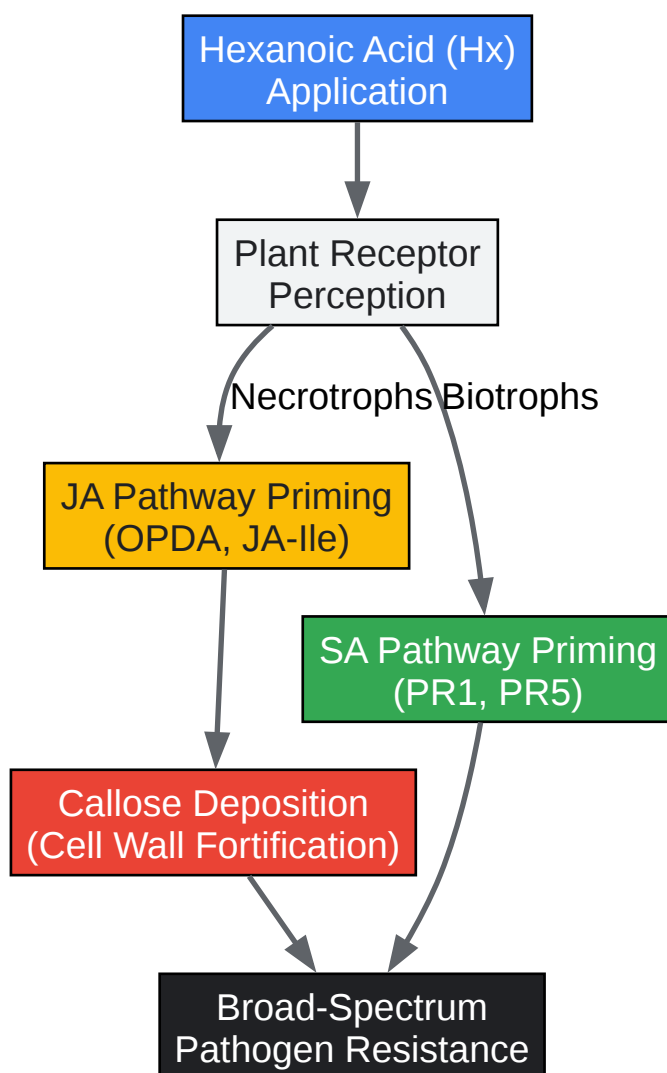 Hexanoic Acid (Hx)
Application
Plant Receptor
Perception
Necrotrophs
Biotrophs
JA Pathway Priming
(OPDA, JA-Ile)
SA Pathway Priming
(PR1, PR5)
Callose Deposition
(Cell Wall Fortification)
Broad-Spectrum
Pathogen Resistance